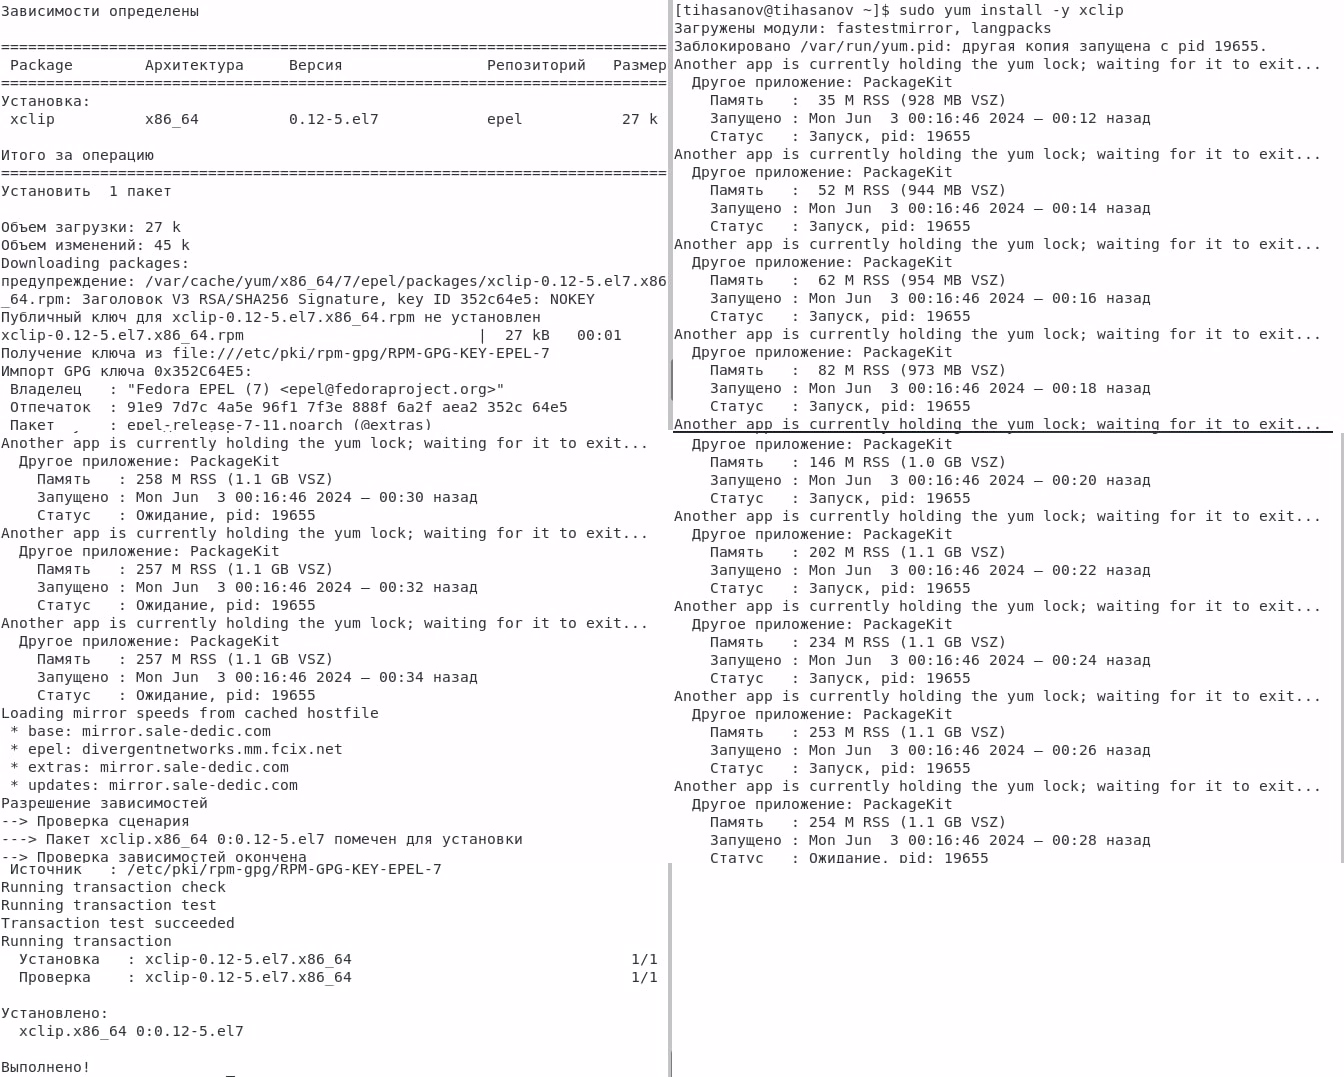 Зависимости определены
==========================================================================
Package Архитектура Версия Репозиторий Размер
==========================================================================
Установка:
xclip x86_64 0.12-5.el7 epel 27 k
Итого за операцию
==========================================================================
Установить 1 пакет
Объем загрузки: 27 k
Объем изменений: 45 k
Downloading packages:
предупреждение: /var/cache/yum/x86_64/7/epel/packages/xclip-0.12-5.el7.x86
_64.rpm: Заголовок V3 RSA/SHA256 Signature, key ID 352c64e5: NOKEY
Публичный ключ для xclip-0.12-5.el7.x86_64.rpm не установлен
xclip-0.12-5.el7.x86_64.rpm | 27 kB 00:01
Получение ключа из file:///etc/pki/rpm-gpg/RPM-GPG-KEY-EPEL-7
Импорт GPG ключа 0x352C64E5:
Владелец : "Fedora EPEL (7) <epel@fedoraproject.org>"
Отпечаток : 91e9 7d7c 4a5e 96f1 7f3e 888f 6a2f aea2 352c 64e5
Пакет : epel-release-7-11.noarch (@extras)
[tihasanov@tihasanov ~]$ sudo yum install -y xclip
Загружены модули: fastestmirror, langpacks
Заблокировано /var/run/yum.pid: другая копия запущена с pid 19655.
Another app is currently holding the yum lock; waiting for it to exit...
Другое приложение: PackageKit
Память : 35 M RSS (928 MB VSZ)
Запущено : Mon Jun 3 00:16:46 2024 — 00:12 назад
Статус : Запуск, pid: 19655
Another app is currently holding the yum lock; waiting for it to exit...
Другое приложение: PackageKit
Память : 52 M RSS (944 MB VSZ)
Запущено : Mon Jun 3 00:16:46 2024 — 00:14 назад
Статус : Запуск, pid: 19655
Another app is currently holding the yum lock; waiting for it to exit...
Другое приложение: PackageKit
Память : 62 M RSS (954 MB VSZ)
Запущено : Mon Jun 3 00:16:46 2024 — 00:16 назад
Статус : Запуск, pid: 19655
Another app is currently holding the yum lock; waiting for it to exit...
Другое приложение: PackageKit
Память : 82 M RSS (973 MB VSZ)
Запущено : Mon Jun 3 00:16:46 2024 — 00:18 назад
Статус : Запуск, pid: 19655
Another app is currently holding the yum lock; waiting for it to exit...
Another app is currently holding the yum lock; waiting for it to exit...
Другое приложение: PackageKit
Память : 258 M RSS (1.1 GB VSZ)
Запущено : Mon Jun 3 00:16:46 2024 — 00:30 назад
Статус : Ожидание, pid: 19655
Another app is currently holding the yum lock; waiting for it to exit...
Другое приложение: PackageKit
Память : 257 M RSS (1.1 GB VSZ)
Запущено : Mon Jun 3 00:16:46 2024 — 00:32 назад
Статус : Ожидание, pid: 19655
Another app is currently holding the yum lock; waiting for it to exit...
Другое приложение: PackageKit
Память : 257 M RSS (1.1 GB VSZ)
Запущено : Mon Jun 3 00:16:46 2024 — 00:34 назад
Статус : Ожидание, pid: 19655
Loading mirror speeds from cached hostfile
* base: mirror.sale-dedic.com
* epel: divergentnetworks.mm.fcix.net
* extras: mirror.sale-dedic.com
* updates: mirror.sale-dedic.com
Разрешение зависимостей
--> Проверка сценария
---> Пакет xclip.x86_64 0:0.12-5.el7 помечен для установки
--> Проверка зависимостей окончена
Другое приложение: PackageKit
Память : 146 M RSS (1.0 GB VSZ)
Запущено : Mon Jun 3 00:16:46 2024 — 00:20 назад
Статус : Запуск, pid: 19655
Another app is currently holding the yum lock; waiting for it to exit...
Другое приложение: PackageKit
Память : 202 M RSS (1.1 GB VSZ)
Запущено : Mon Jun 3 00:16:46 2024 — 00:22 назад
Статус : Запуск, pid: 19655
Another app is currently holding the yum lock; waiting for it to exit...
Другое приложение: PackageKit
Память : 234 M RSS (1.1 GB VSZ)
Запущено : Mon Jun 3 00:16:46 2024 — 00:24 назад
Статус : Запуск, pid: 19655
Another app is currently holding the yum lock; waiting for it to exit...
Другое приложение: PackageKit
Память : 253 M RSS (1.1 GB VSZ)
Запущено : Mon Jun 3 00:16:46 2024 — 00:26 назад
Статус : Запуск, pid: 19655
Another app is currently holding the yum lock; waiting for it to exit...
Другое приложение: PackageKit
Память : 254 M RSS (1.1 GB VSZ)
Запущено : Mon Jun 3 00:16:46 2024 — 00:28 назад
Статус : Ожидание, pid: 19655
Источник : /etc/pki/rpm-gpg/RPM-GPG-KEY-EPEL-7
Running transaction check
Running transaction test
Transaction test succeeded
Running transaction
Установка : xclip-0.12-5.el7.x86_64 1/1
Проверка : xclip-0.12-5.el7.x86_64 1/1
Установлено:
xclip.x86_64 0:0.12-5.el7
Выполнено!